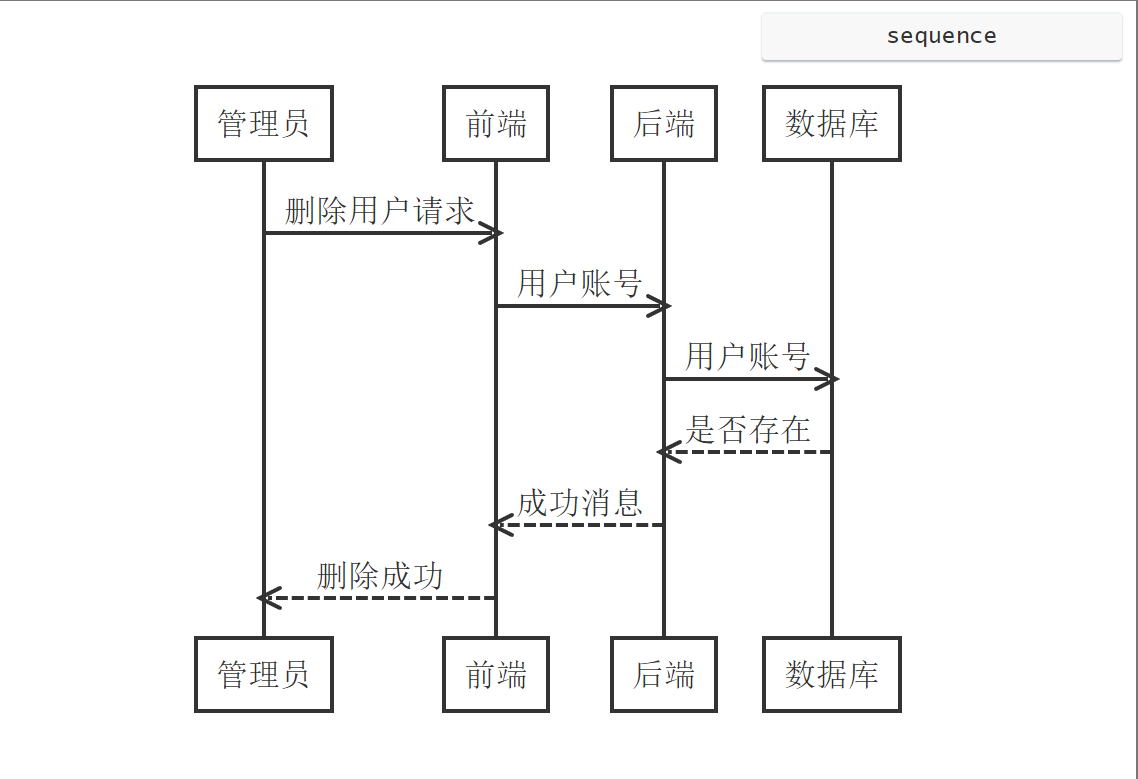 sequence
管理员
前端
后端
数据库
删除用户请求
用户账号
用户账号
是否存在
成功消息
删除成功
管理员
前端
后端
数据库